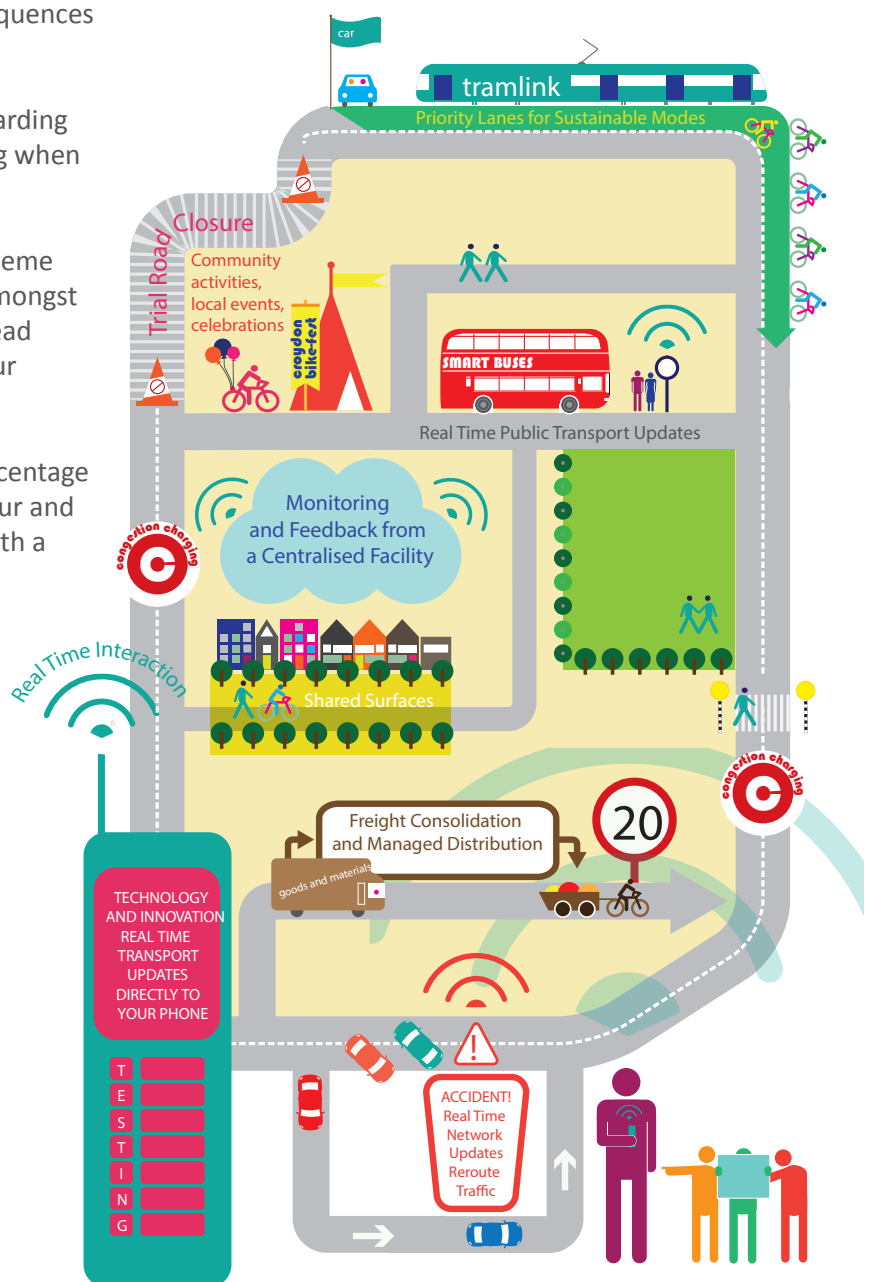 quences
arding
g when
eme
mongst
ead
ur
centage
ur and
th a
car
tramlink
Priority Lanes for Sustainable Modes
Trial Road Closure
Community
activities,
local events,
celebrations
croydon
bike-fest
SMART BUSES
Real Time Public Transport Updates
Monitoring
and Feedback from
a Centralised Facility
congestion charging
c
Real Time Interaction
6
Shared Surfaces
congestion charging
c
Freight Consolidation
and Managed Distribution
20
goods and materials
TECHNOLOGY
AND INNOVATION
REAL TIME
TRANSPORT
UPDATES
DIRECTLY TO
YOUR PHONE
T
E
S
T
I
N
G
!
ACCIDENT!
Real Time
Network
Updates
Reroute
Traffic